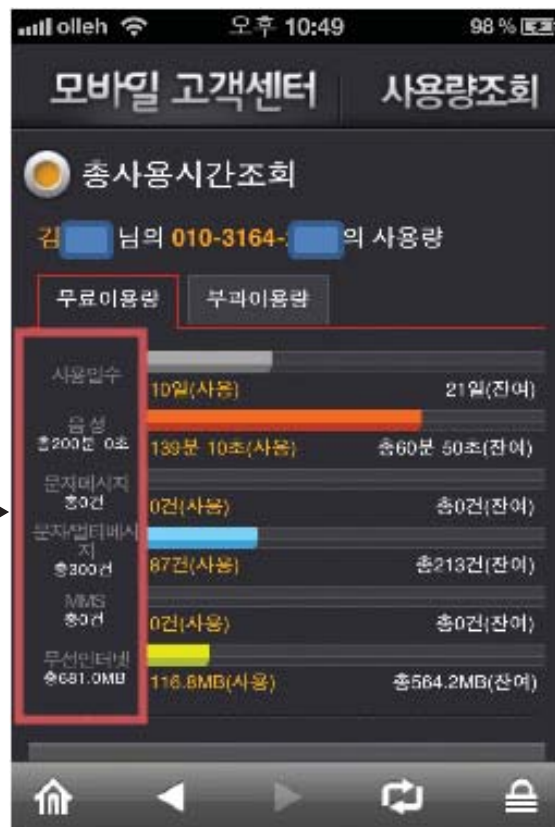 olleh 오후 10:49 98 %
모바일 고객센터 사용량조회
총사용시간조회
김 님의 010-3164- 의 사용량
무료이용량 부과이용량
사용일수
10일(사용) 21일(잔여)
음성
총200분 0초
139분 10초(사용) 총60분 50초(잔여)
문자메시지
총0건
0건(사용) 총0건(잔여)
문자/멀티메시
지
총300건
87건(사용) 총213건(잔여)
MMS
총0건
0건(사용) 총0건(잔여)
무선인터넷
총681.0MB
116.8MB(사용) 총564.2MB(잔여)